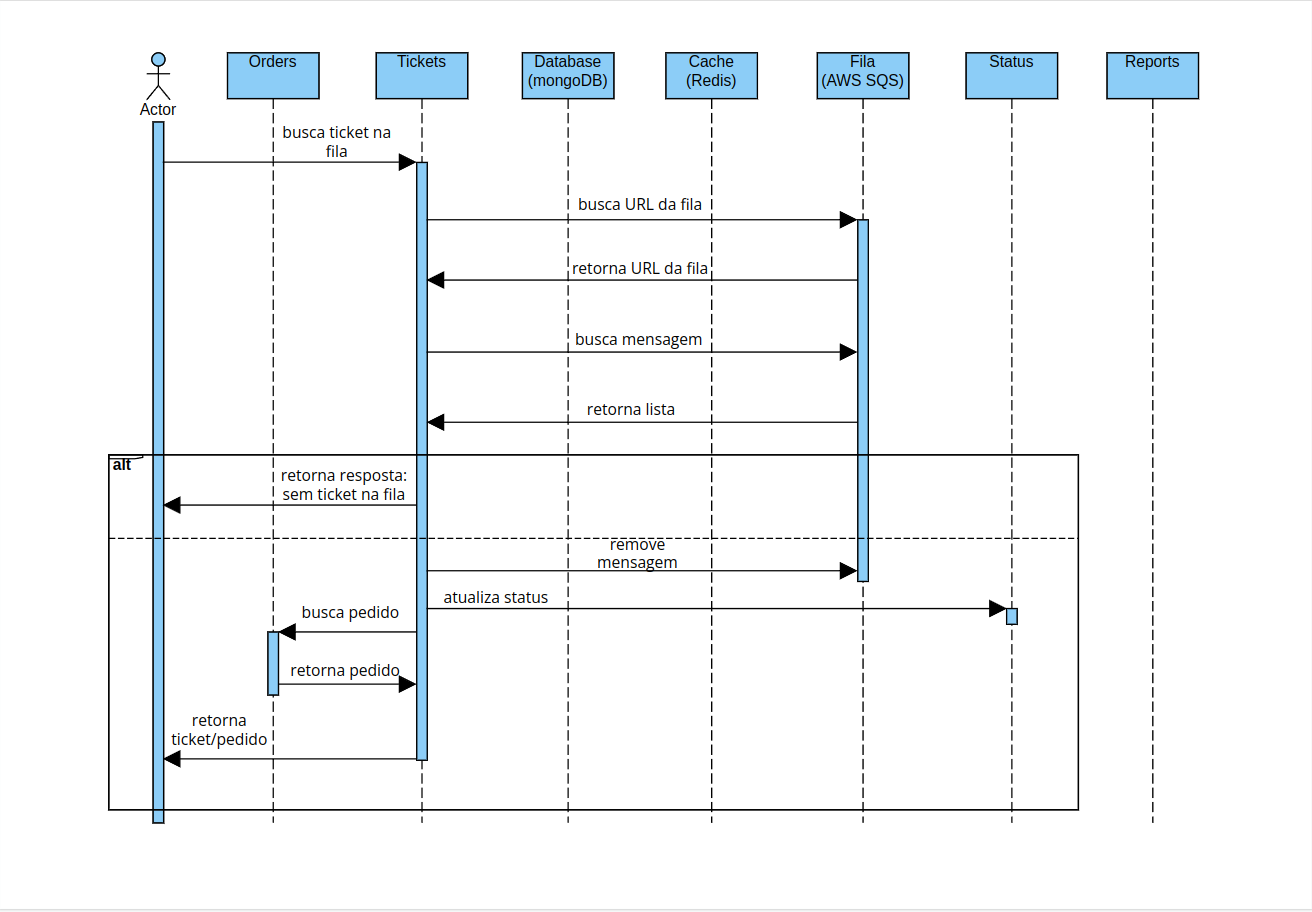 Orders
Tickets
Database
(mongoDB)
Cache
(Redis)
Fila
(AWS SQS)
Status
Reports
Actor
busca ticket na
fila
busca URL da fila
retorna URL da fila
busca mensagem
retorna lista
alt
retorna resposta:
sem ticket na fila
remove
mensagem
atualiza status
busca pedido
retorna pedido
retorna
ticket/pedido